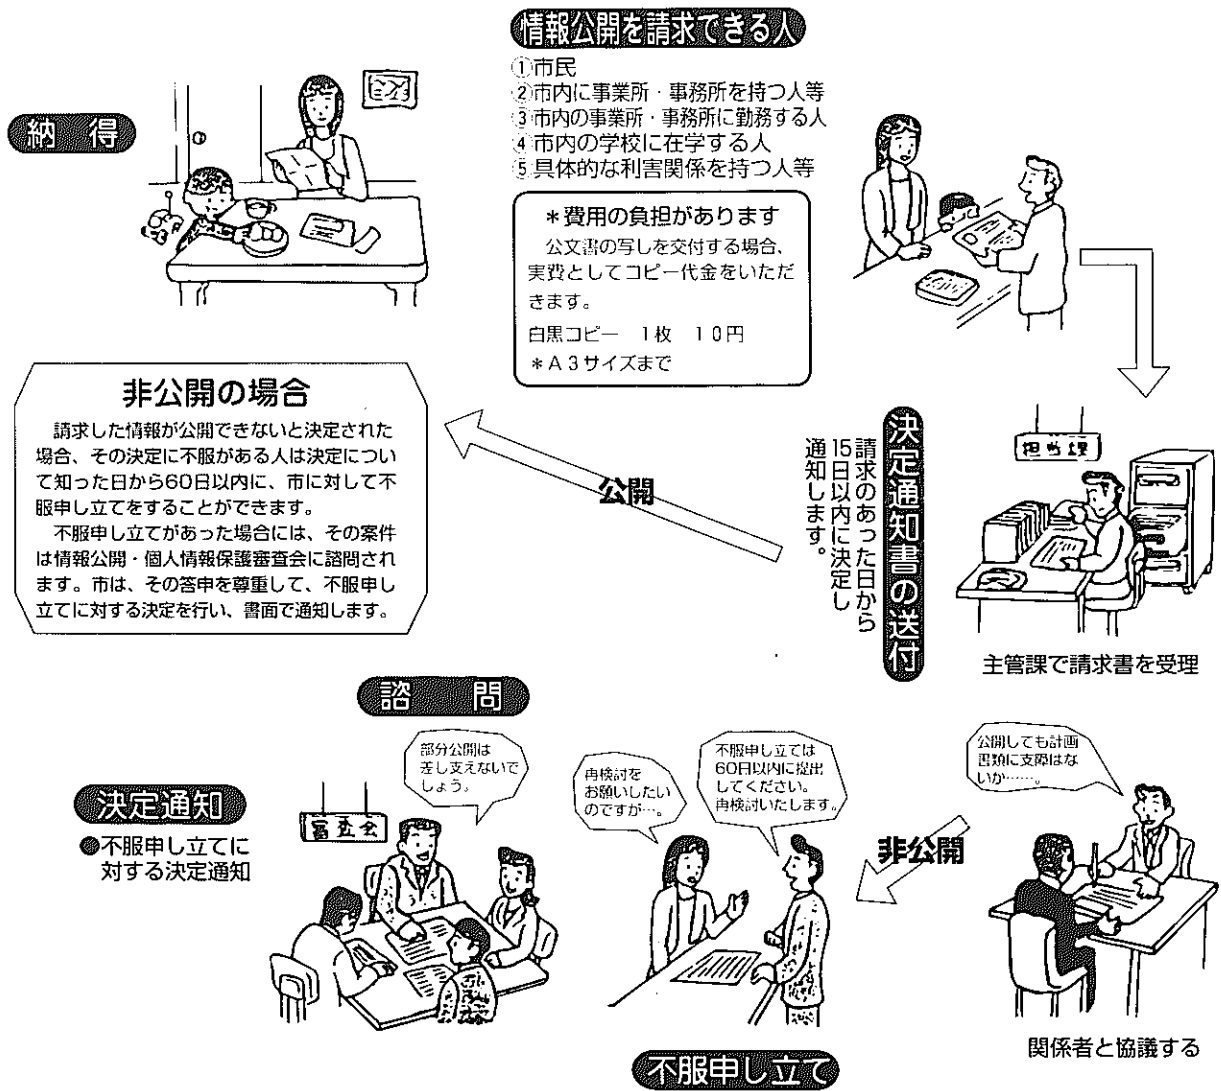 情報公開を請求できる人
①市民
②市内に事業所・事務所を持つ人等
③市内の事業所・事務所に勤務する人
④市内の学校に在学する人
⑤具体的な利害関係を持つ人等
*費用の負担があります
公文書の写しを交付する場合、
実費としてコピー代金をいただ
きます。
白黒コピー 1枚 10円
*A3サイズまで
納得
非公開の場合
請求した情報が公開できないと決定された
場合、その決定に不服がある人は決定につい
て知った日から60日以内に、市に対して不
服申し立てをすることができます。
不服申し立てがあった場合には、その案件
は情報公開・個人情報保護審査会に諮問され
ます。市は、その答申を尊重して、不服申し
立てに対する決定を行い、書面で通知します。
公開
決定通知書の送付
請求のあった日から
15日以内に決定し
通知します。
担当課
主管課で請求書を受理
公開しても計画
書類に支障はな
いか……。
関係者と協議する
非公開
不服申し立ては
60日以内に提出
してください。
再検討いたします。
再検討を
お願いしたい
のですが…。
不服申し立て
諮問
部分公開は
差し支えないで
しょう。
審査会
決定通知
●不服申し立てに
対する決定通知